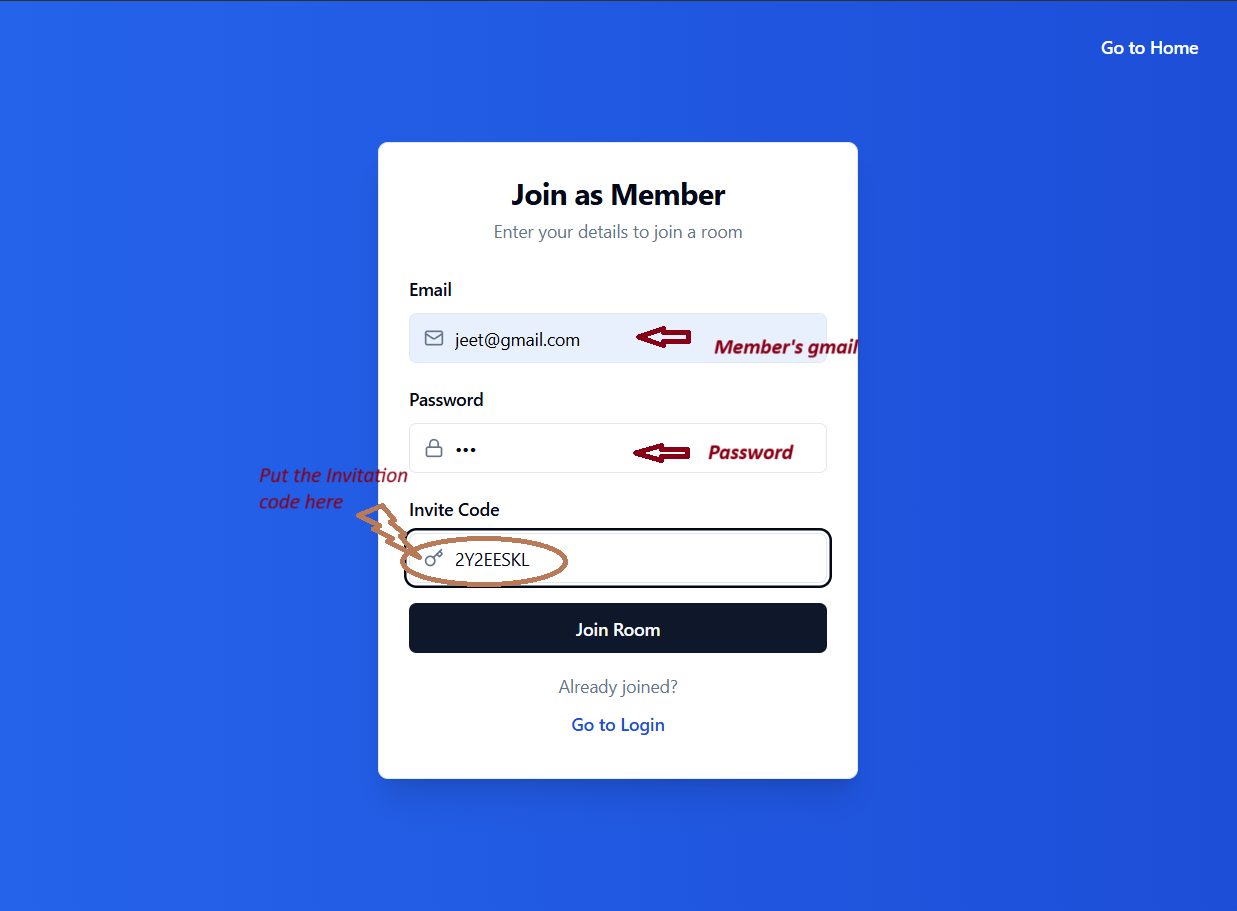 Go to Home
Join as Member
Enter your details to join a room
Email
jeet@gmail.com
Member's gmail
Password
•••
Password
Put the Invitation
code here
Invite Code
2Y2EESKL
Join Room
Already joined?
Go to Login